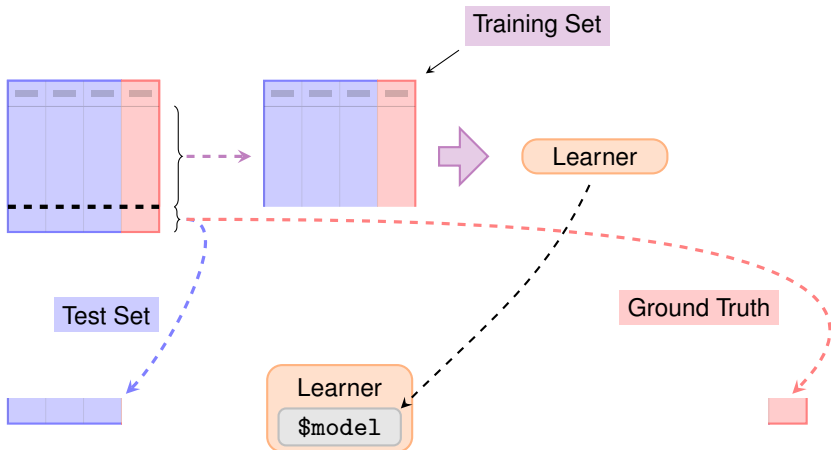 Training Set
Learner
Test Set
Ground Truth
Learner
$model